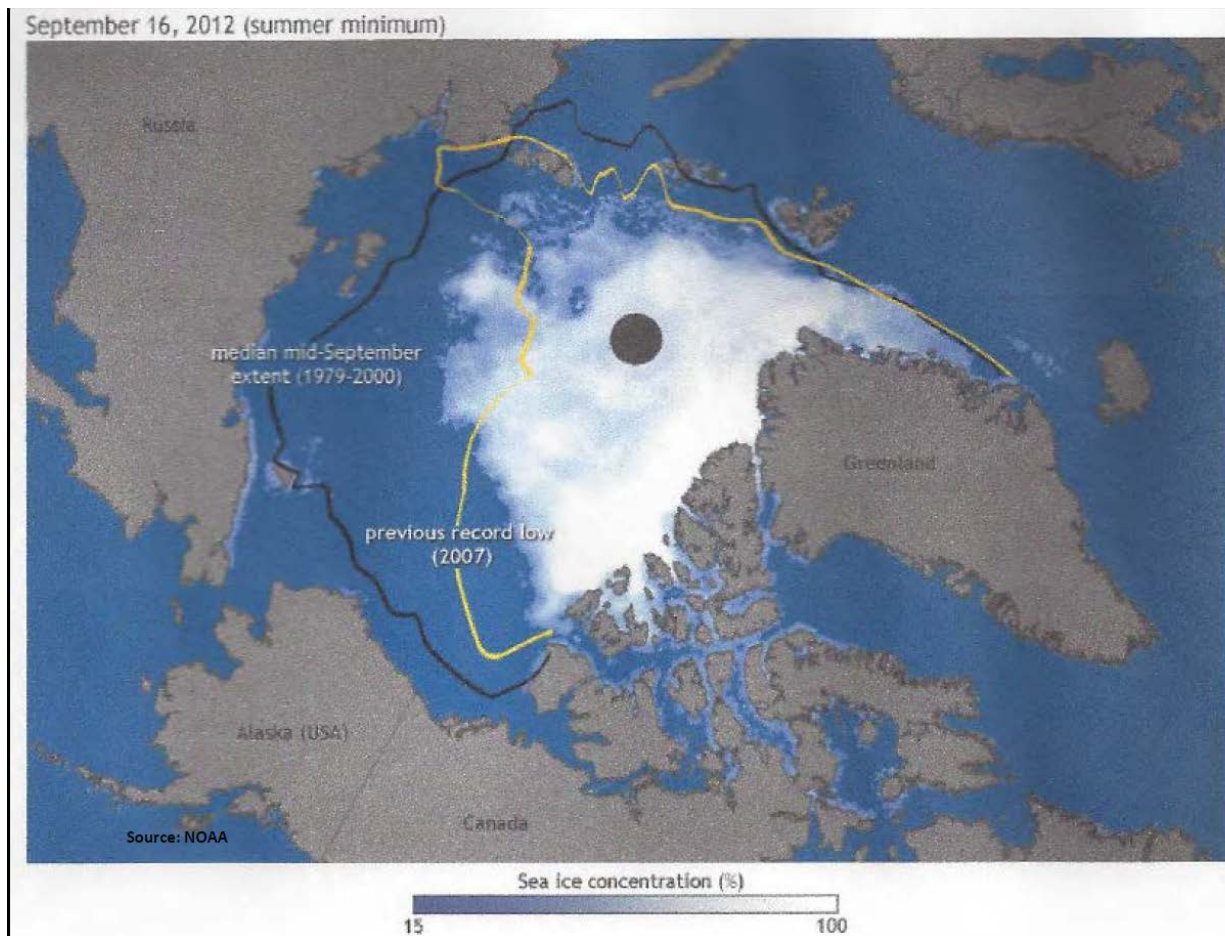 September 16, 2012 (summer minimum)
Russia
median mid-September
extent (1979-2000)
Greenland
previous record low
(2007)
Alaska (USA)
Canada
Source: NOAA
Sea ice concentration (%)
15
100